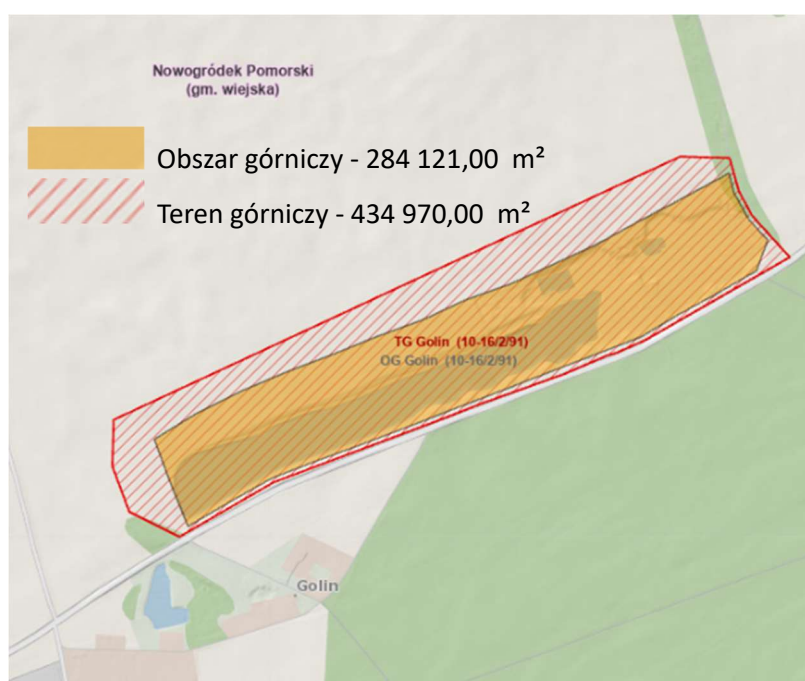 Nowogródek Pomorski
(gm. wiejska)
Obszar górniczy - 284 121,00 m²
Teren górniczy - 434 970,00 m²
TG Golin (10-16/2/91)
OG Golin (10-16/2/91)
Golin